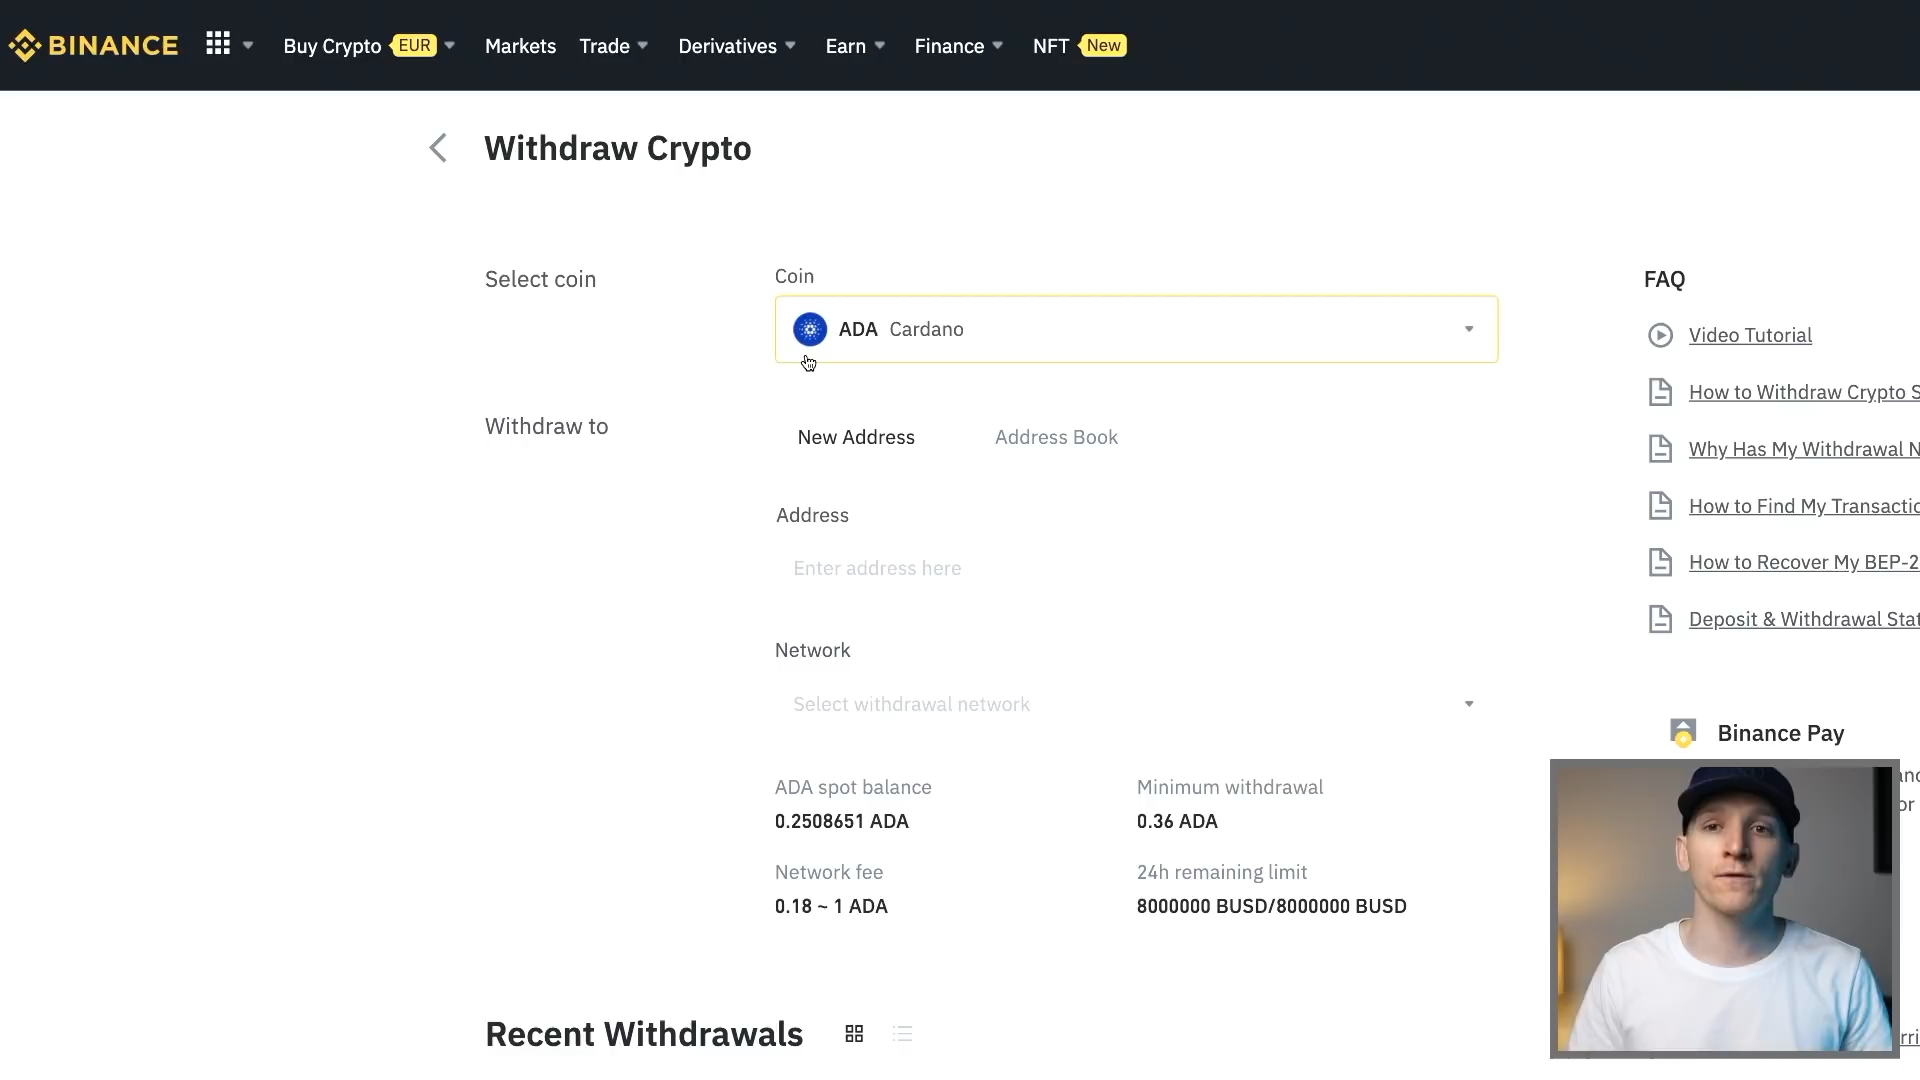 BINANCE
Buy Crypto EUR
Markets
Trade
Derivatives
Earn
Finance
NFT New
Withdraw Crypto
Select coin
Coin
ADA Cardano
Withdraw to
New Address
Address Book
Address
Enter address here
Network
Select withdrawal network
ADA spot balance
0.2508651 ADA
Minimum withdrawal
0.36 ADA
Network fee
0.18 ~ 1 ADA
24h remaining limit
8000000 BUSD/8000000 BUSD
Recent Withdrawals
FAQ
Video Tutorial
How to Withdraw Crypto S
Why Has My Withdrawal N
How to Find My Transactio
How to Recover My BEP-2
Deposit & Withdrawal Stat
Binance Pay
or